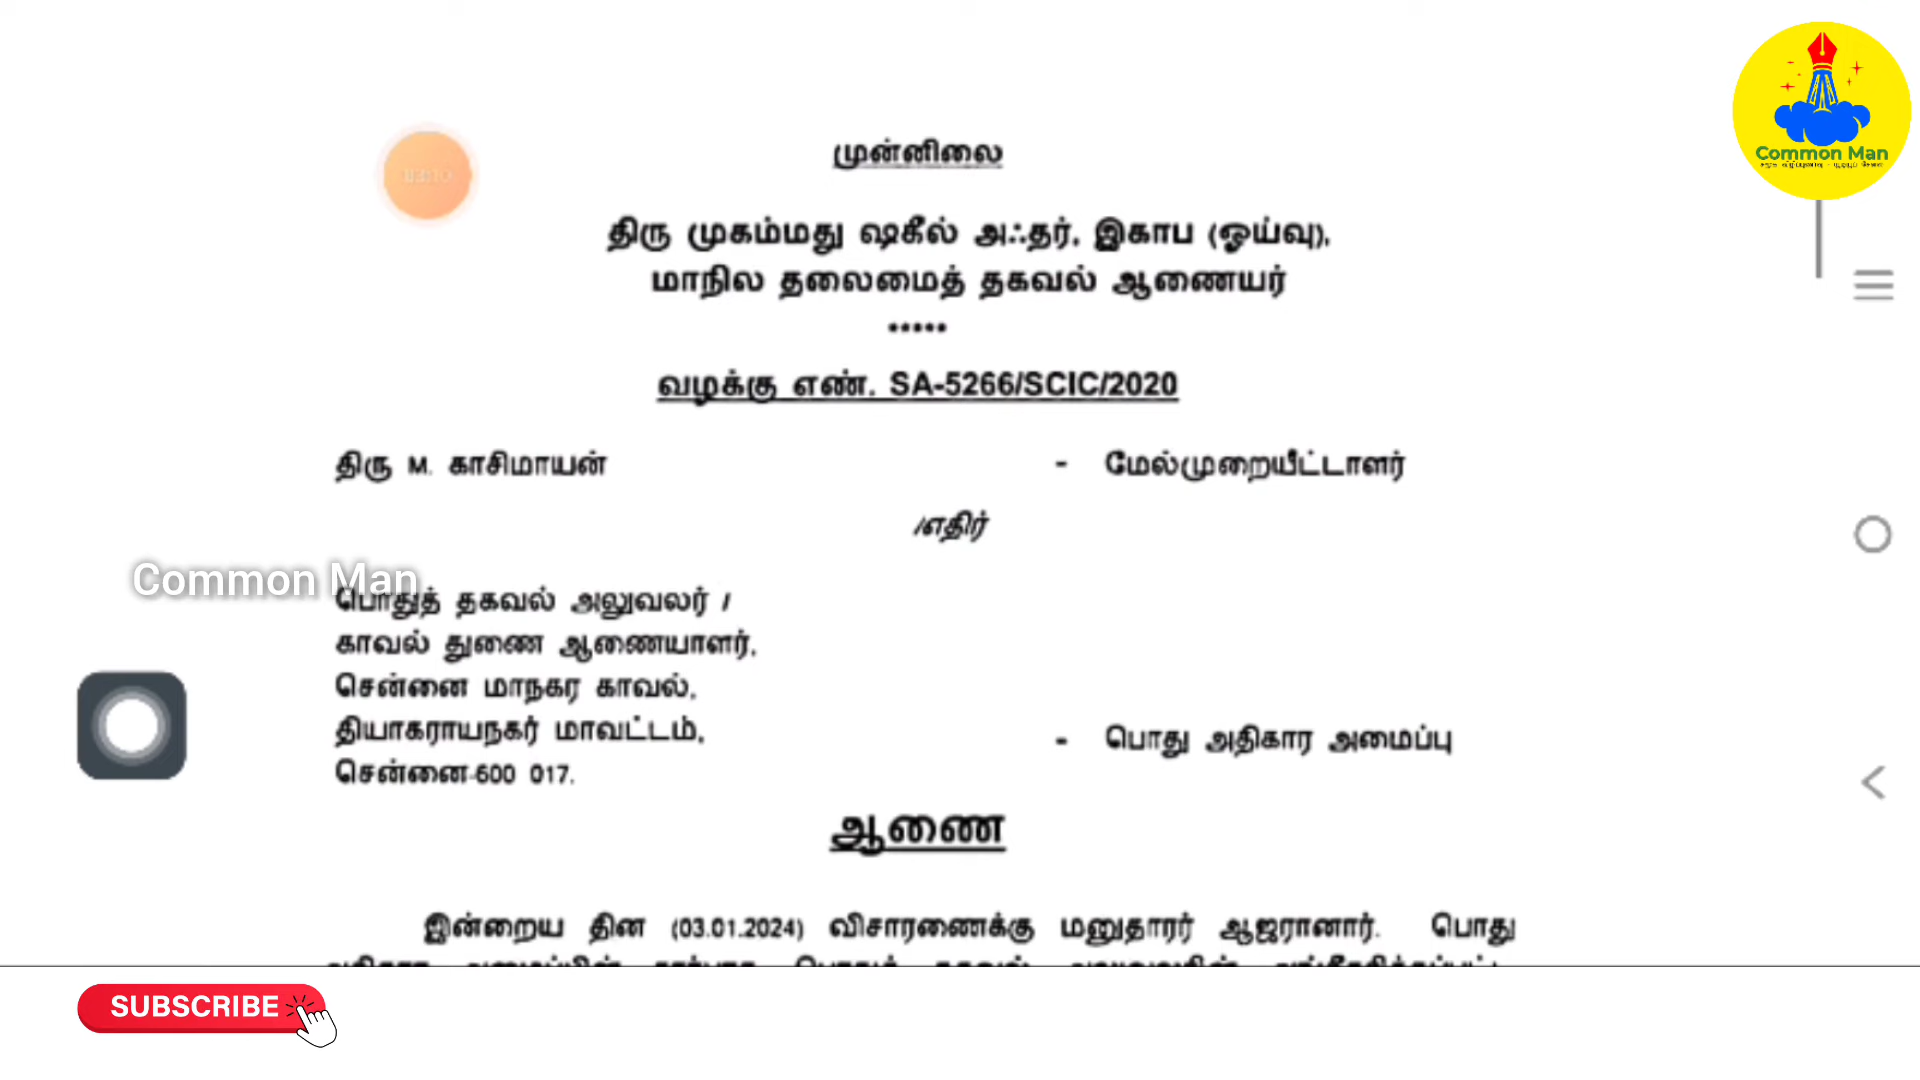 முன்னிலை
திரு முகம்மது ஷகீல் அஃதர், இகாப (ஓய்வு),
மாநில தலைமைத் தகவல் ஆணையர்
*****
வழக்கு எண். SA-5266/SCIC/2020
திரு M. காசிமாயன் - மேல்முறையீட்டாளர்
/எதிர்
Common Man
பொதுத் தகவல் அலுவலர் /
காவல் துணை ஆணையாளர்,
சென்னை மாநகர காவல்,
தியாகராயநகர் மாவட்டம்,
- பொது அதிகார அமைப்பு
சென்னை-600 017.
ஆணை
இன்றைய தின (03.01.2024) விசாரணைக்கு மனுதாரர் ஆஜரானார். பொது
SUBSCRIBE
Common Man